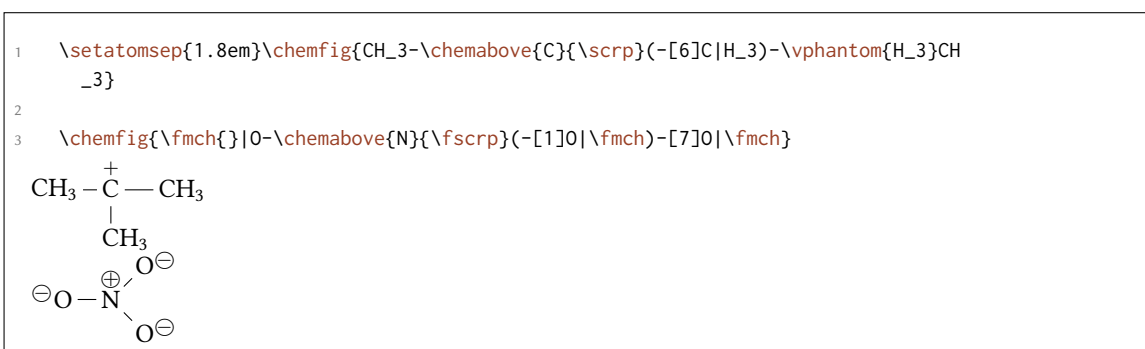 1 \setatomsep{1.8em}\chemfig{CH_3-\chemabove{C}{\scrp}(-[6]C|H_3)-\vphantom{H_3}CH
_3}
2
3 \chemfig{\fmch{}|O-\chemabove{N}{\fscrp}(-[1]O|\fmch)-[7]O|\fmch}
+
CH₃ – C — CH₃
CH₃
O⊖
⊕
⊖O – N
O⊖